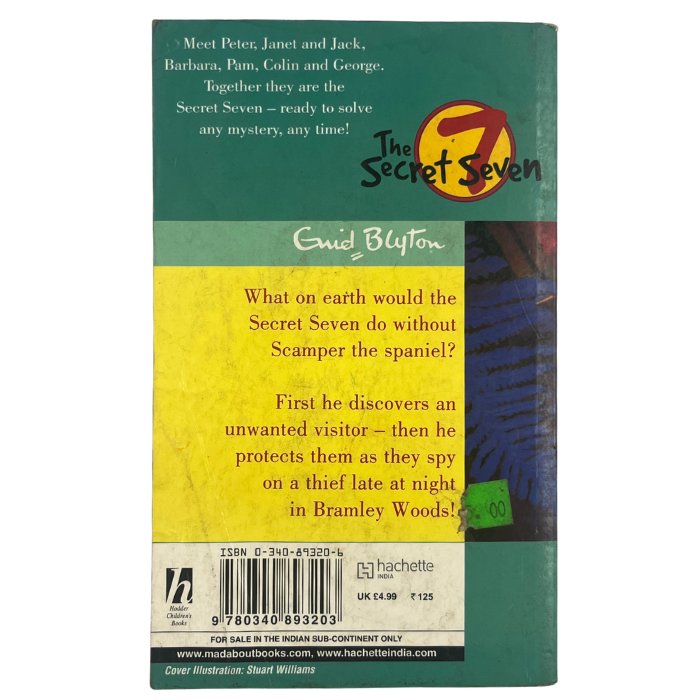 Meet Peter, Janet and Jack,
Barbara, Pam, Colin and George.
Together they are the
Secret Seven – ready to solve
any mystery, any time!
7
The
Secret Seven
Enid Blyton
What on earth would the
Secret Seven do without
Scamper the spaniel?
First he discovers an
unwanted visitor – then he
protects them as they spy
on a thief late at night
in Bramley Woods!
00
ISBN 0-340-89320-6
9 780340 893203
h
Hodder
Children's
Books
hachette
INDIA
UK £4.99 ₹ 125
FOR SALE IN THE INDIAN SUB-CONTINENT ONLY
www.madaboutbooks.com, www.hachetteindia.com
Cover Illustration: Stuart Williams